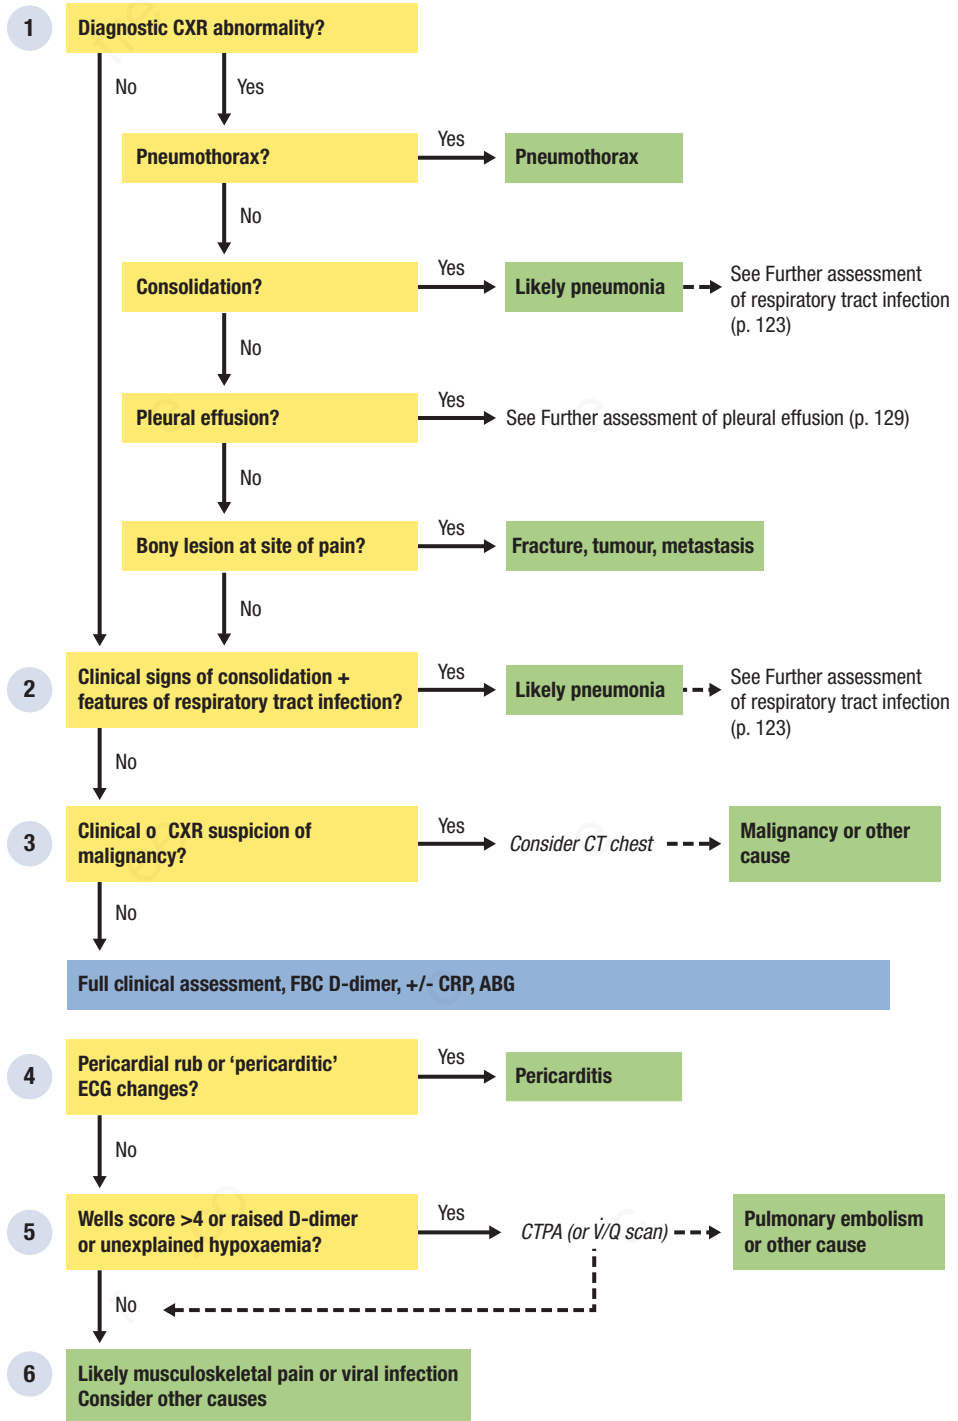 1
Diagnostic CXR abnormality?
No
Yes
Pneumothorax?
Yes
Pneumothorax
No
Consolidation?
Yes
Likely pneumonia
See Further assessment
of respiratory tract infection
(p. 123)
No
Pleural effusion?
Yes
See Further assessment of pleural effusion (p. 129)
No
Bony lesion at site of pain?
Yes
Fracture, tumour, metastasis
No
2
Clinical signs of consolidation +
features of respiratory tract infection?
Yes
Likely pneumonia
See Further assessment
of respiratory tract infection
(p. 123)
No
3
Clinical o CXR suspicion of
malignancy?
Yes
Consider CT chest
Malignancy or other
cause
No
Full clinical assessment, FBC D-dimer, +/- CRP, ABG
4
Pericardial rub or ‘pericarditic’
ECG changes?
Yes
Pericarditis
No
5
Wells score >4 or raised D-dimer
or unexplained hypoxaemia?
Yes
CTPA (or V̇/Q scan)
Pulmonary embolism
or other cause
No
6
Likely musculoskeletal pain or viral infection
Consider other causes